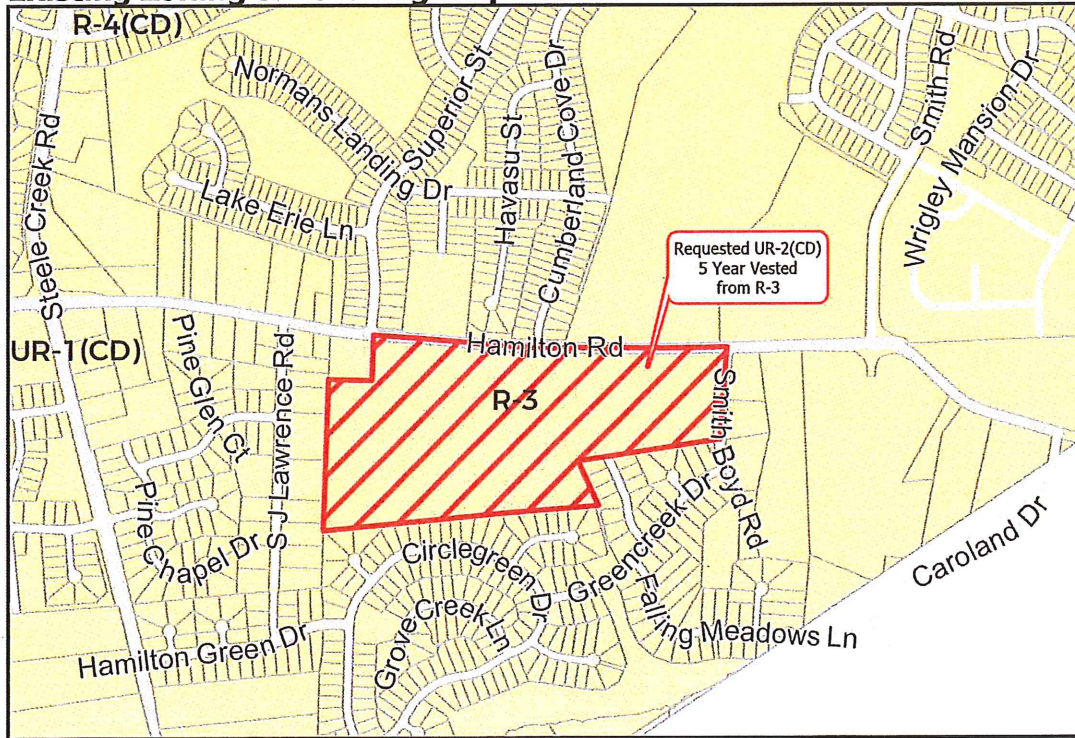 R-4(CD)
Normans Landing Dr
Superior St
Havasu St
Cumberland Cove Dr
Smith Rd
Wrigley Mansion Dr
Steele Creek Rd
Lake Erie Ln
Requested UR-2(CD)
5 Year Vested
from R-3
UR-1(CD)
Pine Glen Ct
S J Lawrence Rd
Hamilton Rd
R-3
Smith Boyd Rd
Pine Chapel Dr
Circlegreen Dr
Greencreek Dr
Caroland Dr
Hamilton Green Dr
GroveCreek Ln
Falling Meadows Ln